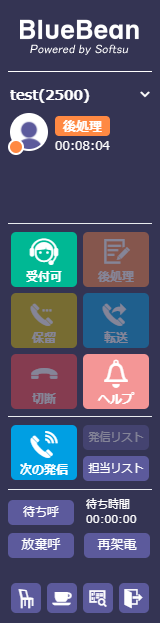 BlueBean
Powered by Softsu
test(2500)
後処理
00:08:04
受付可
後処理
保留
転送
切断
ヘルプ
次の発信
発信リスト
担当リスト
待ち呼
待ち時間
00:00:00
放棄呼
再架電